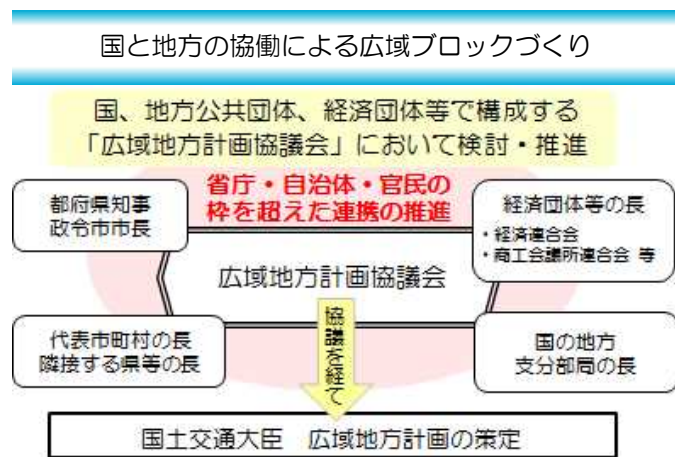 国と地方の協働による広域ブロックづくり
国、地方公共団体、経済団体等で構成する
「広域地方計画協議会」において検討・推進
省庁・自治体・官民の
枠を超えた連携の推進
都府県知事
政令市市長
経済団体等の長
・経済連合会
・商工会議所連合会 等
広域地方計画協議会
代表市町村の長
隣接する県等の長
協議を経て
国の地方
支分部局の長
国土交通大臣 広域地方計画の策定